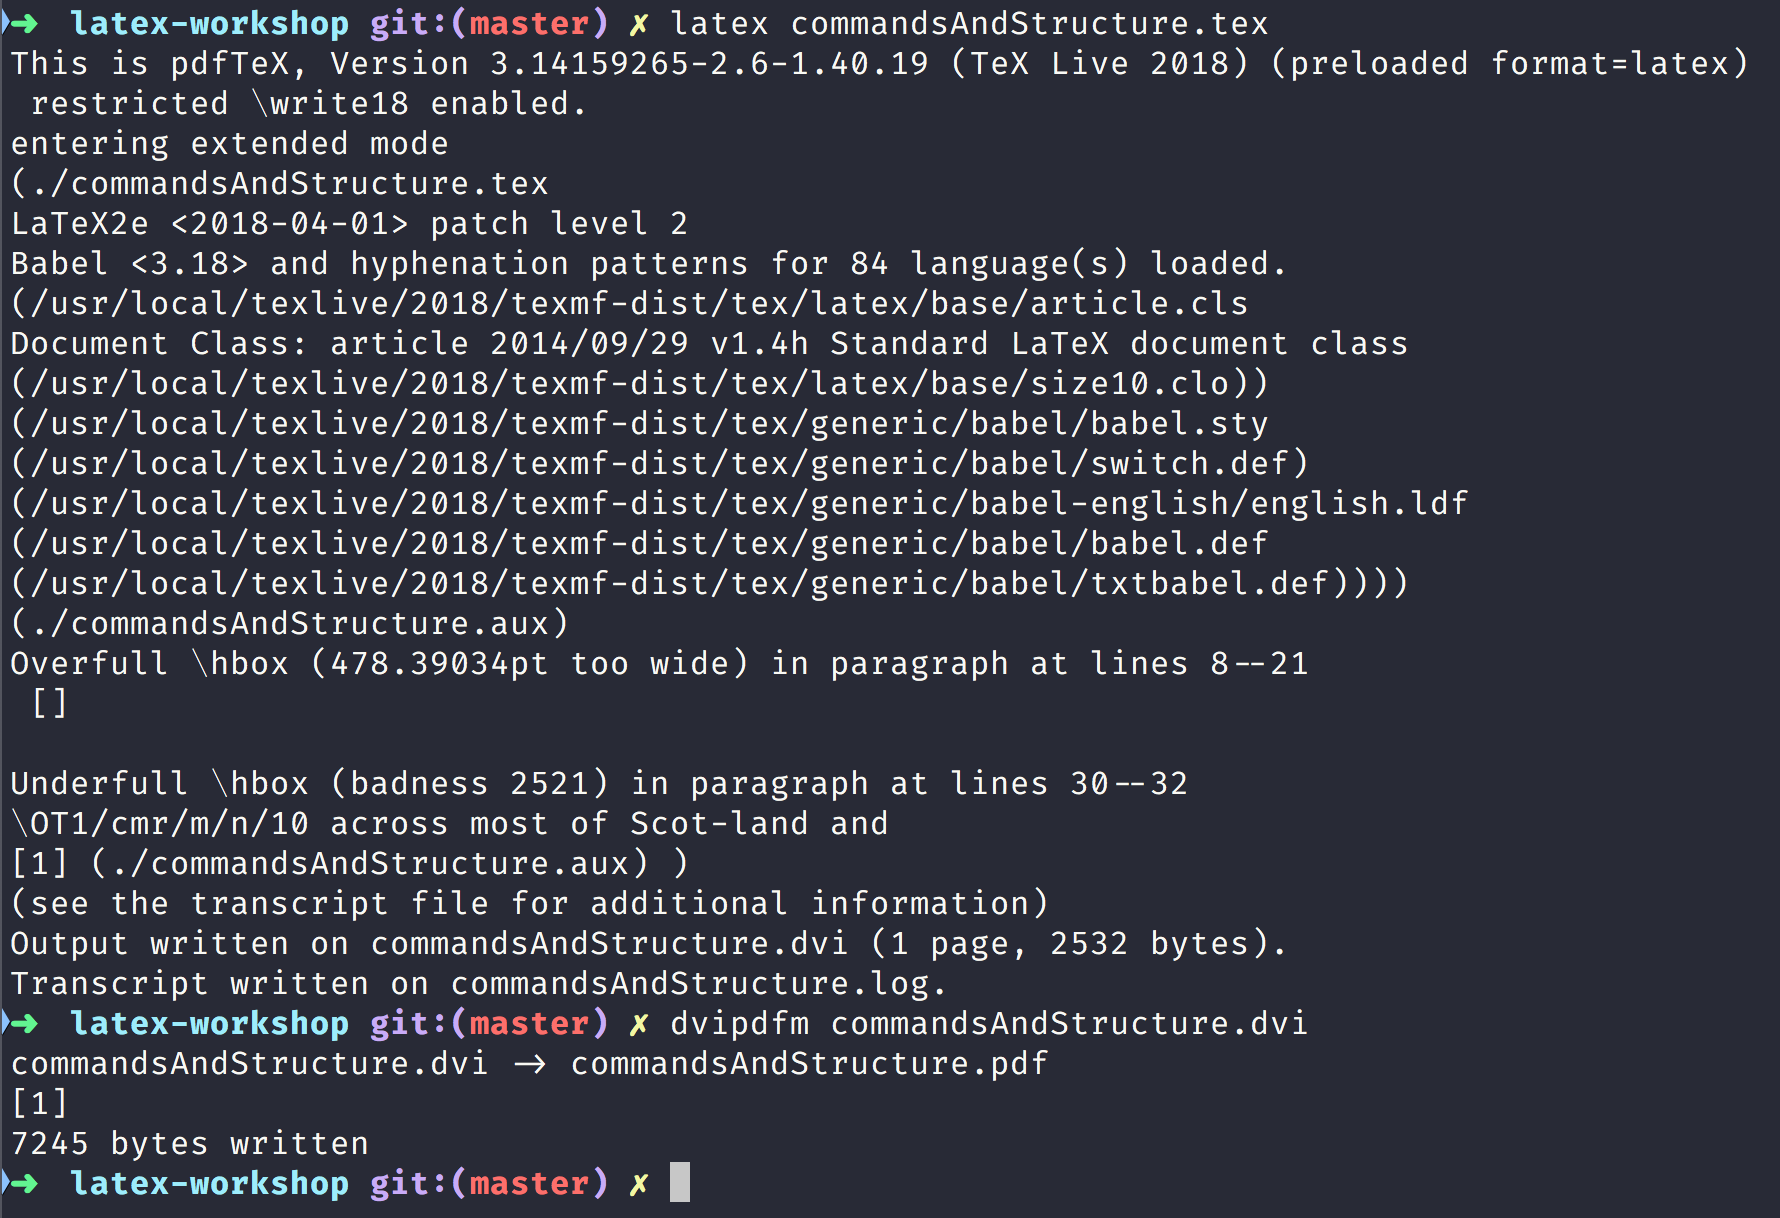 ➜ latex-workshop git:(master) ✗ latex commandsAndStructure.tex
This is pdfTeX, Version 3.14159265-2.6-1.40.19 (TeX Live 2018) (preloaded format=latex)
 restricted \write18 enabled.
entering extended mode
(./commandsAndStructure.tex
LaTeX2e <2018-04-01> patch level 2
Babel <3.18> and hyphenation patterns for 84 language(s) loaded.
(/usr/local/texlive/2018/texmf-dist/tex/latex/base/article.cls
Document Class: article 2014/09/29 v1.4h Standard LaTeX document class
(/usr/local/texlive/2018/texmf-dist/tex/latex/base/size10.clo))
(/usr/local/texlive/2018/texmf-dist/tex/generic/babel/babel.sty
(/usr/local/texlive/2018/texmf-dist/tex/generic/babel/switch.def)
(/usr/local/texlive/2018/texmf-dist/tex/generic/babel-english/english.ldf
(/usr/local/texlive/2018/texmf-dist/tex/generic/babel/babel.def
(/usr/local/texlive/2018/texmf-dist/tex/generic/babel/txtbabel.def))))
(./commandsAndStructure.aux)
Overfull \hbox (478.39034pt too wide) in paragraph at lines 8--21
 []
Underfull \hbox (badness 2521) in paragraph at lines 30--32
\OT1/cmr/m/n/10 across most of Scot-land and
[1] (./commandsAndStructure.aux) )
(see the transcript file for additional information)
Output written on commandsAndStructure.dvi (1 page, 2532 bytes).
Transcript written on commandsAndStructure.log.
➜ latex-workshop git:(master) ✗ dvipdfm commandsAndStructure.dvi
commandsAndStructure.dvi -> commandsAndStructure.pdf
[1]
7245 bytes written
➜ latex-workshop git:(master) ✗